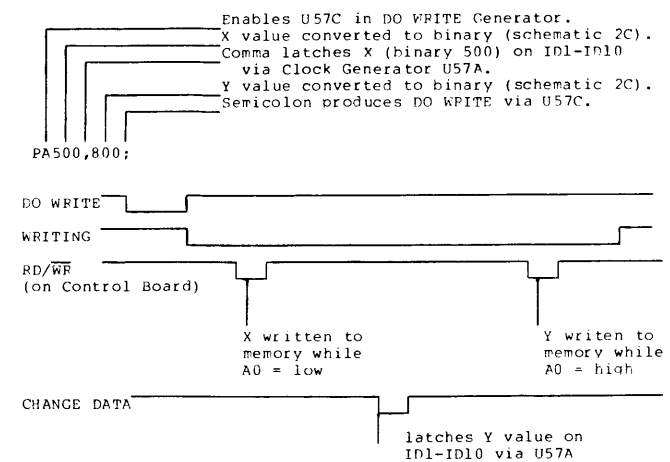 Enables U57C in DO WRITE Generator.
X value converted to binary (schematic 2C).
Comma latches X (binary 500) on ID1-ID10
via Clock Generator U57A.
Y value converted to binary (schematic 2C).
Semicolon produces DO WRITE via U57C.
PA500,800;
DO WRITE
WRITING
RD/WR
(on Control Board)
X written to
memory while
A0 = low
Y writen to
memory while
A0 = high
CHANGE DATA
latches Y value on
ID1-ID10 via U57A